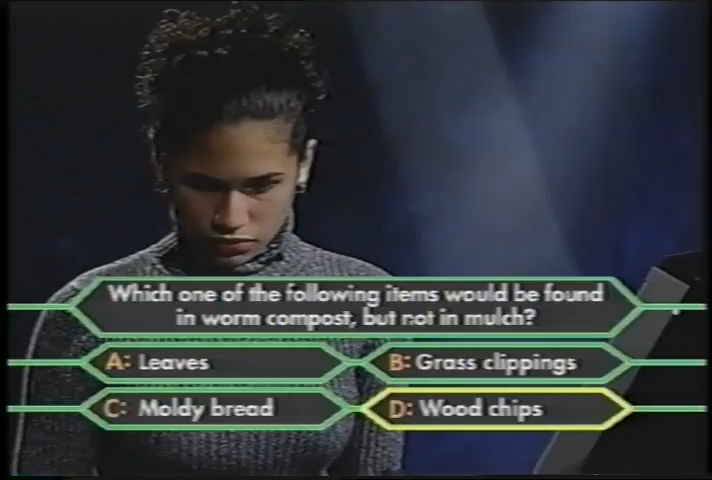 Which one of the following items would be found
in worm compost, but not in mulch?
A: Leaves
B: Grass clippings
C: Moldy bread
D: Wood chips